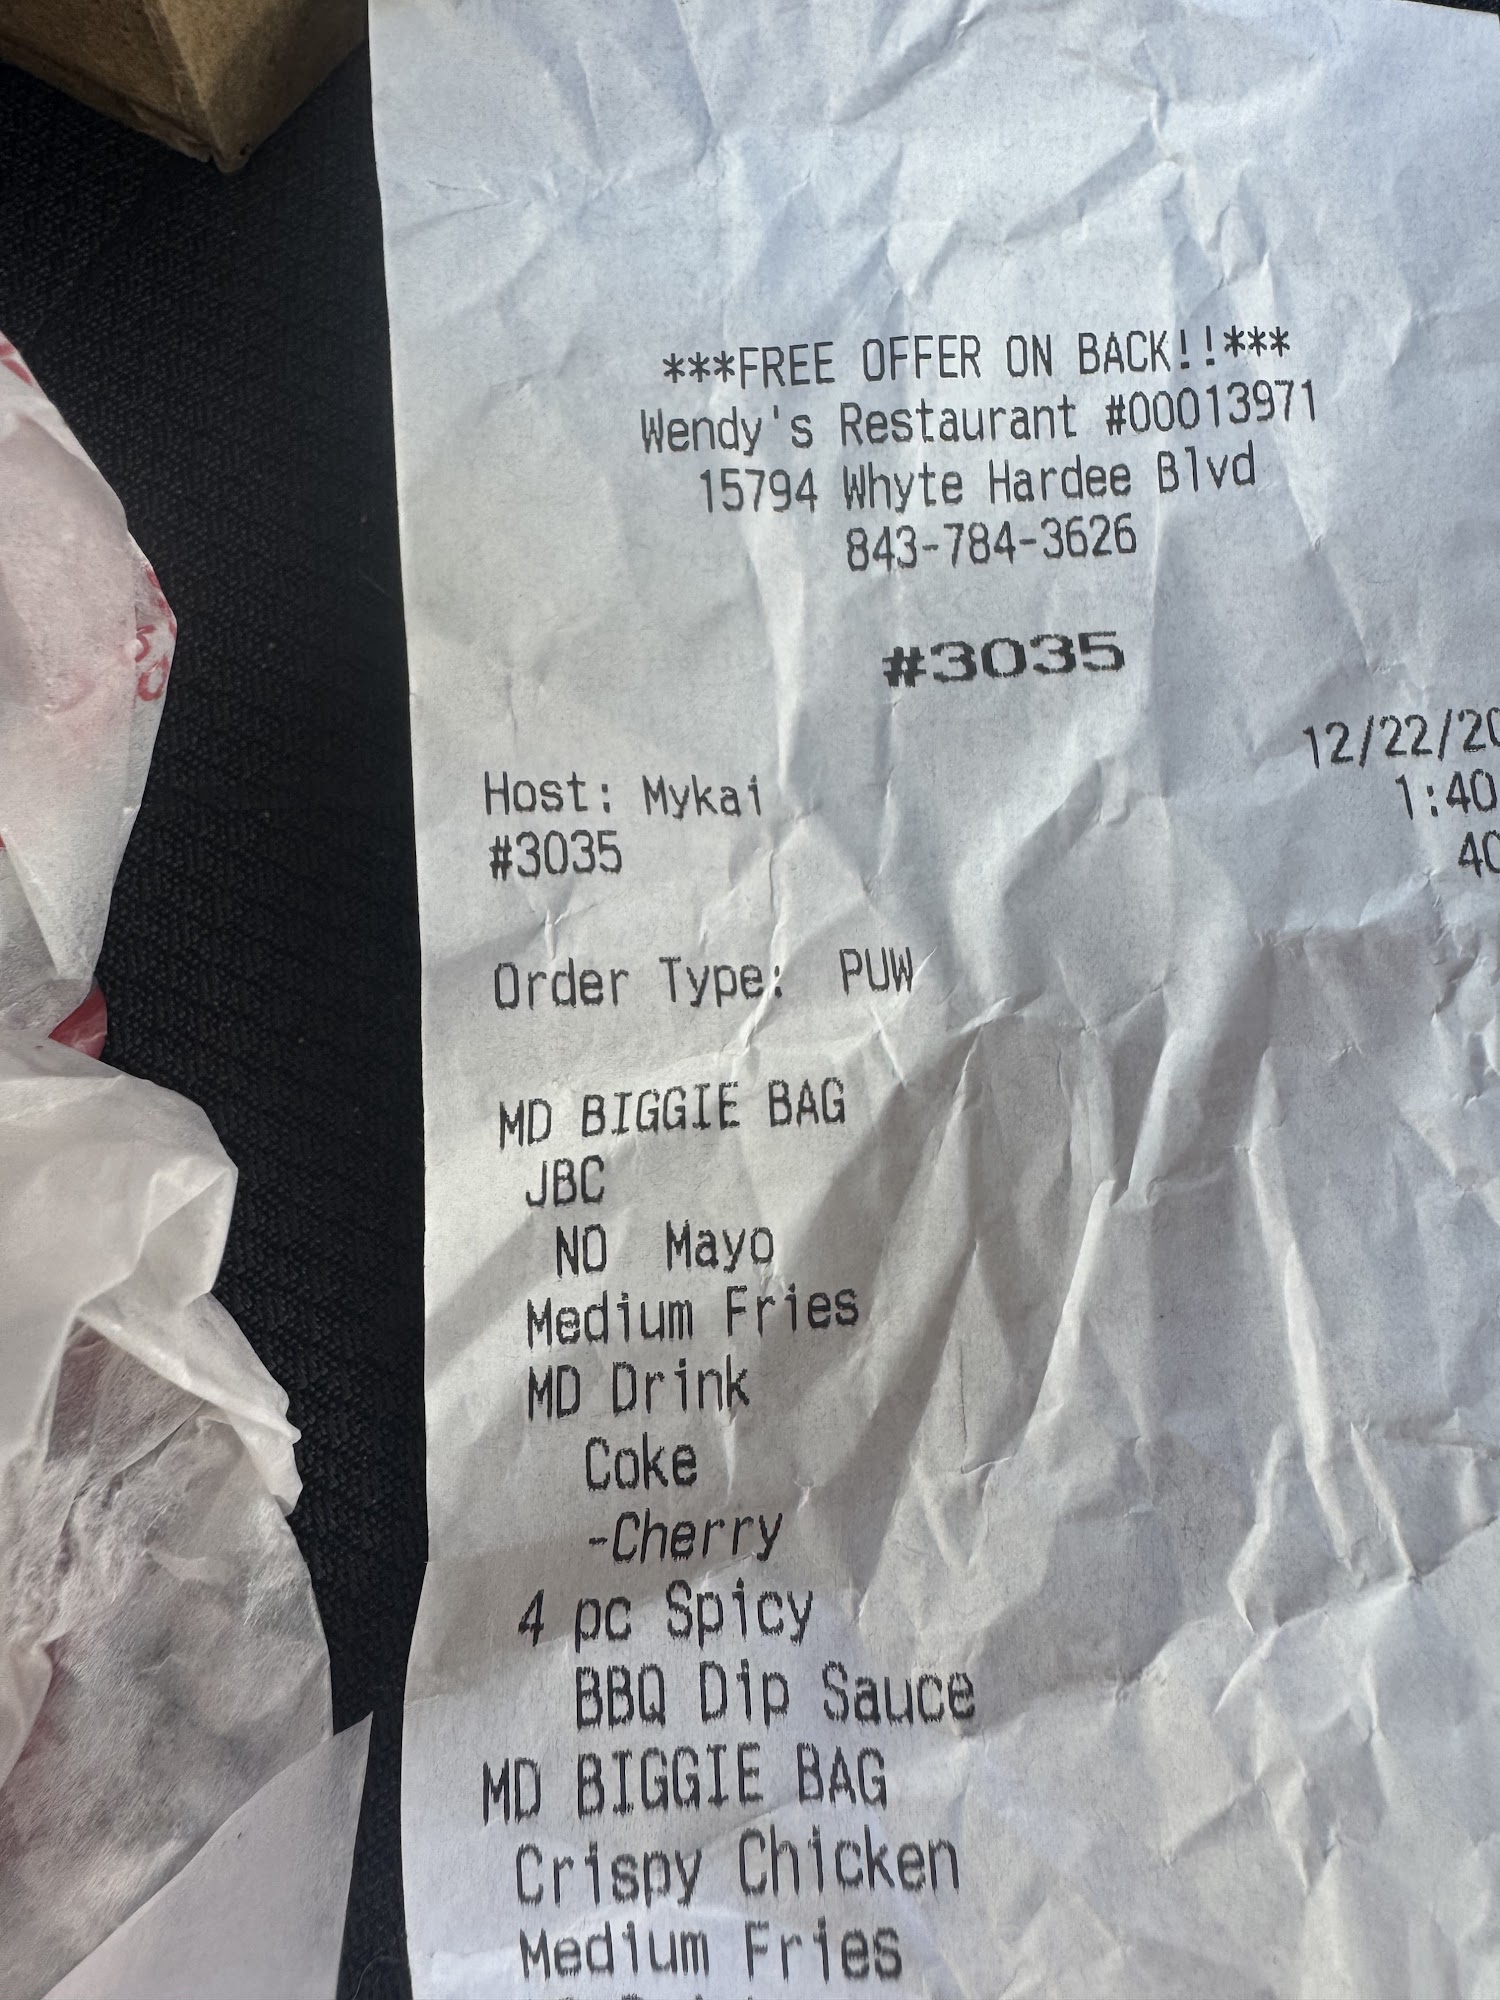 ***FREE OFFER ON BACK!!***
Wendy's Restaurant #00013971
15794 Whyte Hardee Blvd
843-784-3626
#3035
12/22/20
Host: Mykai 1:40
#3035 40
Order Type: PUW
MD BIGGIE BAG
JBC
NO Mayo
Medium Fries
MD Drink
Coke
-Cherry
4 pc Spicy
BBQ Dip Sauce
MD BIGGIE BAG
Crispy Chicken
Medium Fries